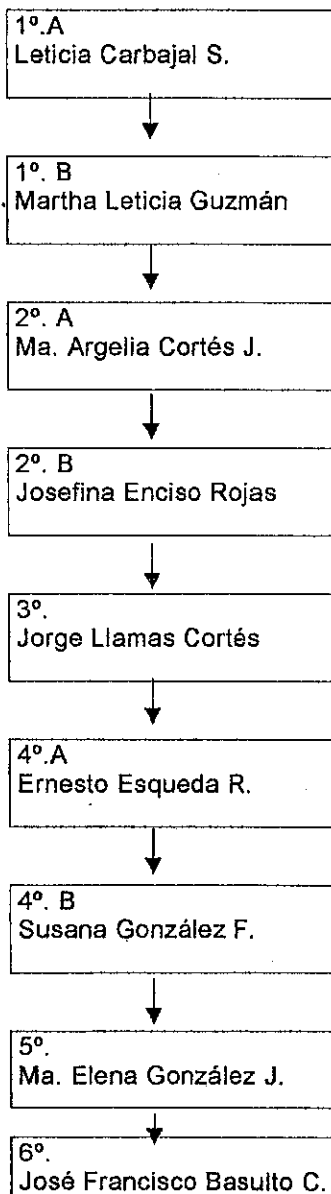 1º.A
Leticia Carbajal S.
1º. B
Martha Leticia Guzmán
2º. A
Ma. Argelia Cortés J.
2º. B
Josefina Enciso Rojas
3º.
Jorge Llamas Cortés
4º.A
Ernesto Esqueda R.
4º. B
Susana González F.
5º.
Ma. Elena González J.
6º.
José Francisco Basulto C.